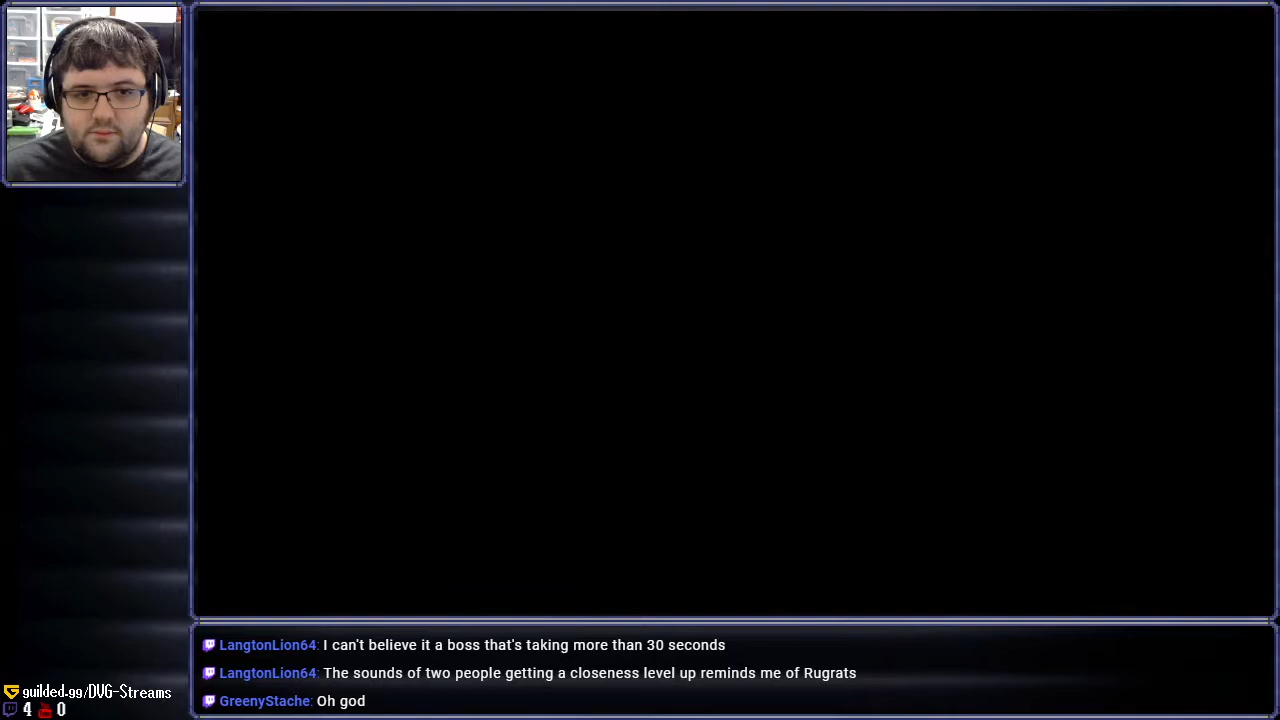 LangtonLion64: I can't believe it a boss that's taking more than 30 seconds
LangtonLion64: The sounds of two people getting a closeness level up reminds me of Rugrats
GreenyStache: Oh god
guilded.gg/DVG-Streams
4 0